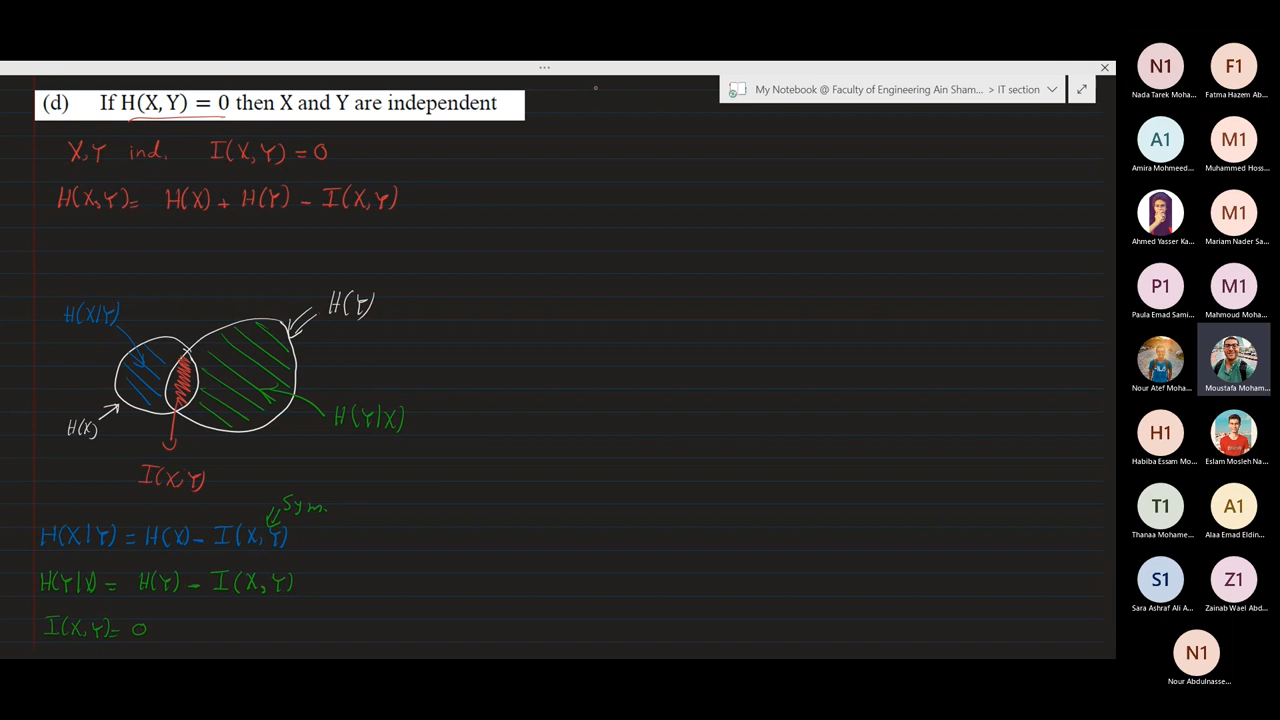 (d) If H(X, Y) = 0 then X and Y are independent
My Notebook @ Faculty of Engineering Ain Sham... > IT section
X,Y ind. I(X,Y) = 0
H(X,Y) = H(X) + H(Y) - I(X,Y)
H(X|Y)
H(Y)
H(X)
H(Y|X)
I(X,Y)
Sym.
H(X|Y) = H(X) - I(X,Y)
H(Y|X) = H(Y) - I(X,Y)
I(X,Y) = 0
N1
F1
Nada Tarek Moha...
Fatma Hazem Ab...
A1
M1
Amira Mohmeed...
Muhammed Hoss...
M1
Ahmed Yasser Ka...
Mariam Nader Sa...
P1
M1
Paula Emad Sami...
Mahmoud Moha...
Nour Atef Moha...
Moustafa Moham...
H1
Habiba Essam Mo...
Eslam Mosleh Na...
T1
A1
Thanaa Mohame...
Alaa Emad Eldin...
S1
Z1
Sara Ashraf Ali A...
Zainab Wael Abd...
N1
Nour Abdulnasse...